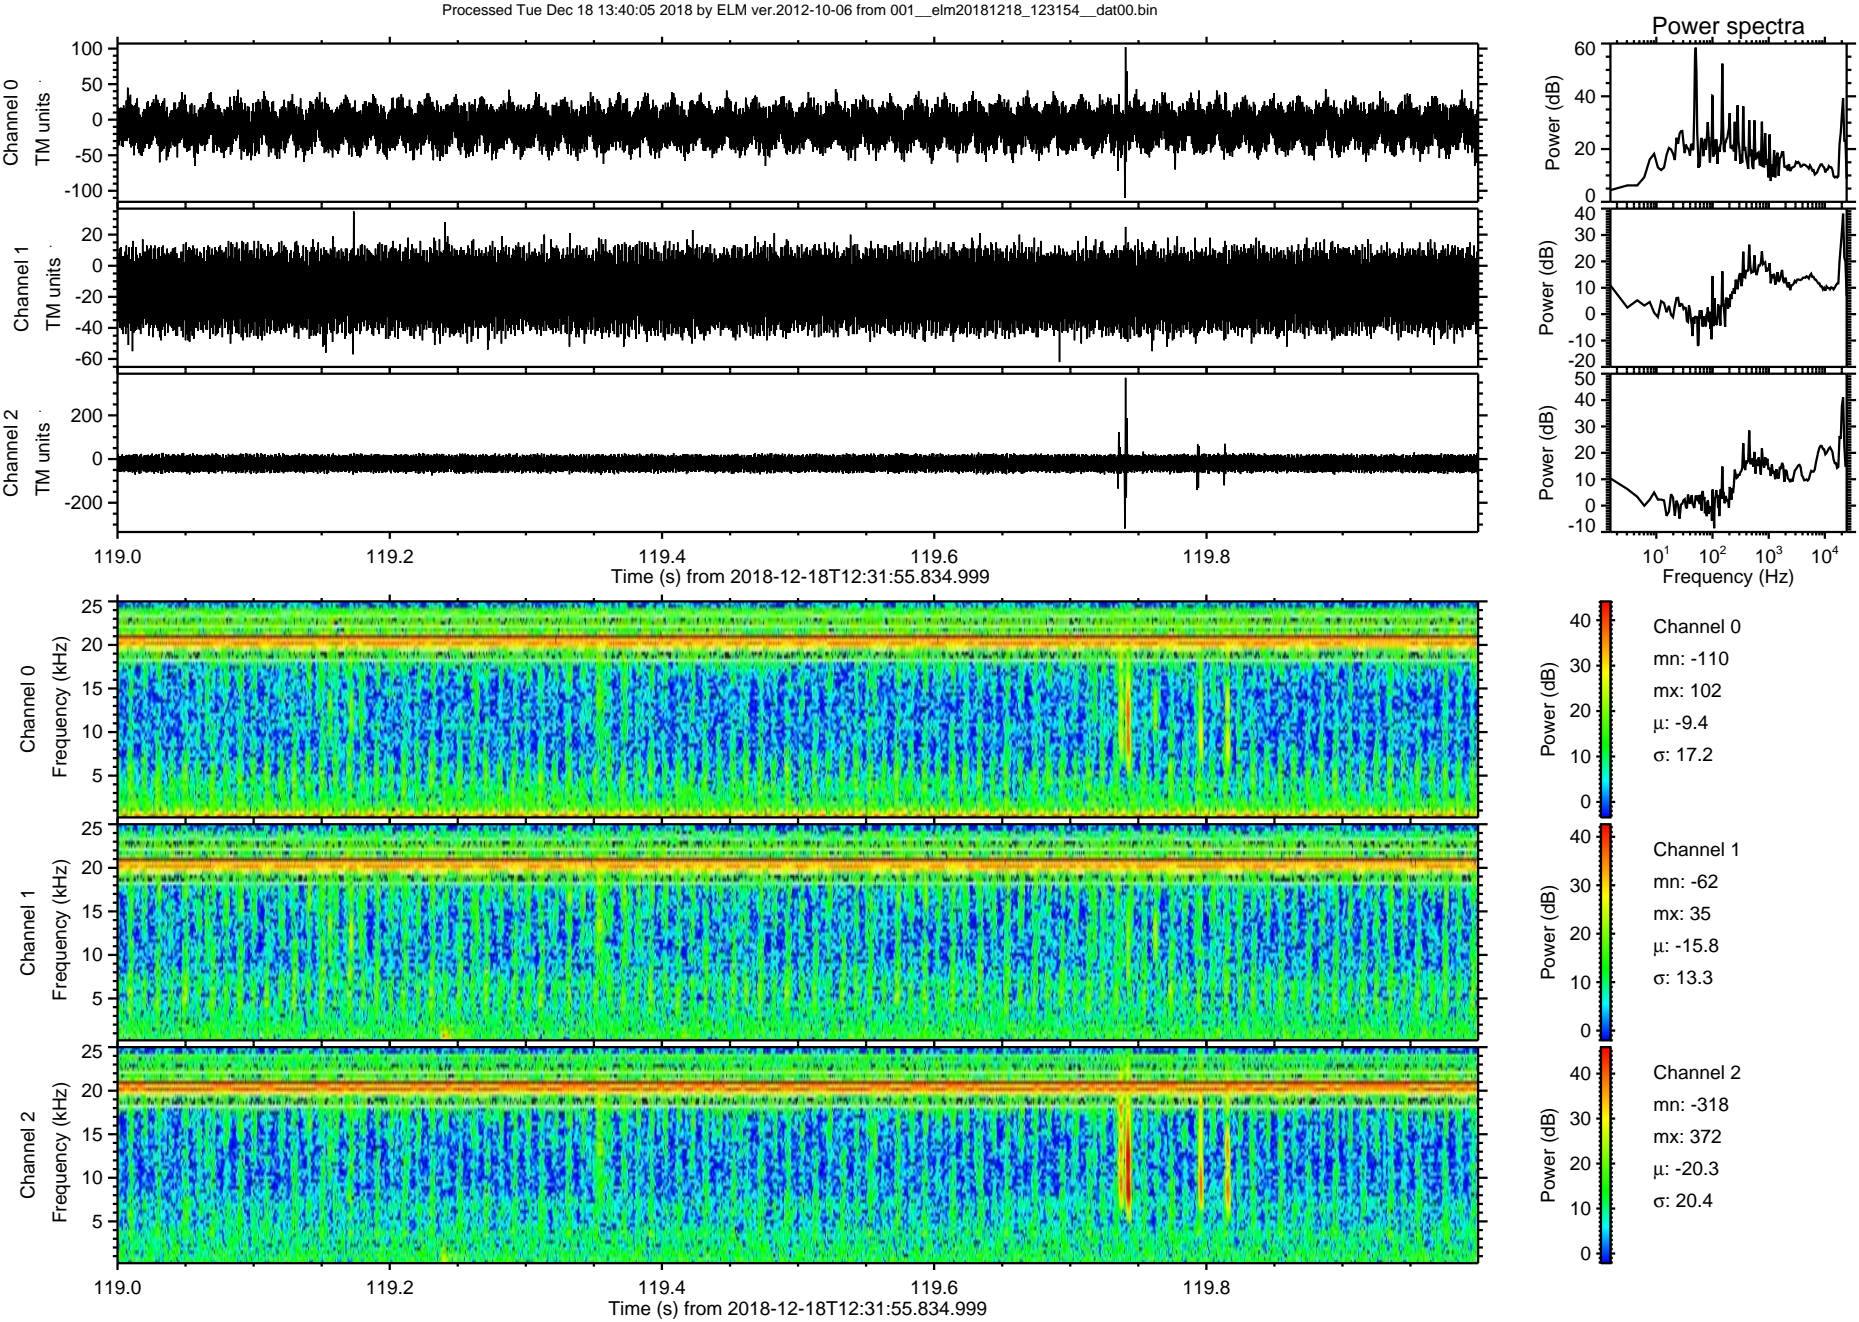 Processed Tue Dec 18 13:40:05 2018 by ELM ver.2012-10-06 from 001__elm20181218_123154__dat00.bin
Power spectra
Channel 0
TM units
100
50
0
-50
-100
Power (dB)
60
40
20
0
Channel 1
TM units
20
0
-20
-40
-60
Power (dB)
40
30
20
10
0
-10
-20
Channel 2
TM units
200
0
-200
Power (dB)
50
40
30
20
10
0
-10
119.0 119.2 119.4 119.6 119.8
Time (s) from 2018-12-18T12:31:55.834.999
10¹ 10² 10³ 10⁴
Frequency (Hz)
Channel 0
Frequency (kHz)
25
20
15
10
5
Power (dB)
40
30
20
10
0
Channel 0
mn: -110
mx: 102
µ: -9.4
σ: 17.2
Channel 1
Frequency (kHz)
25
20
15
10
5
Power (dB)
40
30
20
10
0
Channel 1
mn: -62
mx: 35
µ: -15.8
σ: 13.3
Channel 2
Frequency (kHz)
25
20
15
10
5
Power (dB)
40
30
20
10
0
Channel 2
mn: -318
mx: 372
µ: -20.3
σ: 20.4
119.0 119.2 119.4 119.6 119.8
Time (s) from 2018-12-18T12:31:55.834.999